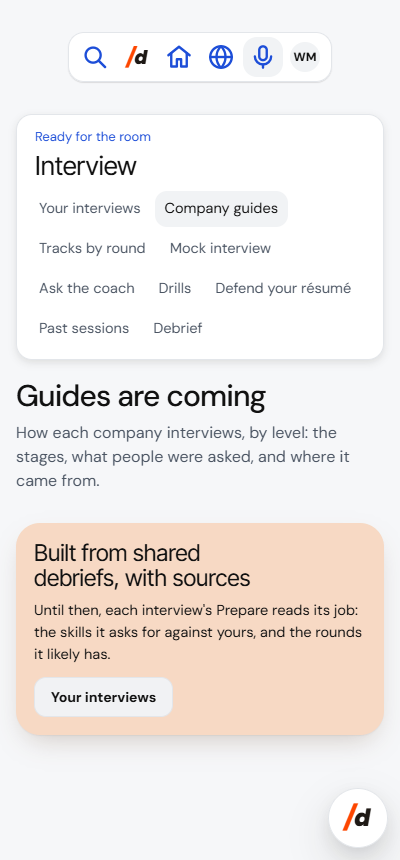 /d
WM
Ready for the room
Interview
Your interviews
Company guides
Tracks by round
Mock interview
Ask the coach
Drills
Defend your résumé
Past sessions
Debrief
Guides are coming
How each company interviews, by level: the
stages, what people were asked, and where it
came from.
Built from shared
debriefs, with sources
Until then, each interview's Prepare reads its job:
the skills it asks for against yours, and the rounds
it likely has.
Your interviews
/d